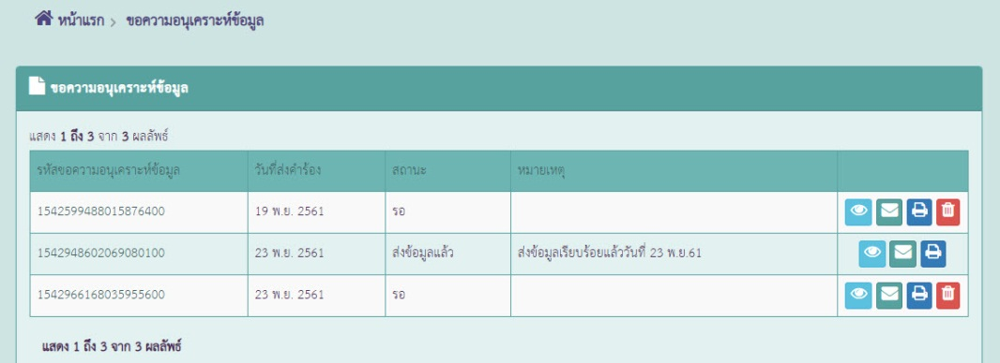 หน้าแรก > ขอความอนุเคราะห์ข้อมูล
ขอความอนุเคราะห์ข้อมูล
แสดง 1 ถึง 3 จาก 3 ผลลัพธ์
รหัสขอความอนุเคราะห์ข้อมูล วันที่ส่งคำร้อง สถานะ หมายเหตุ
1542599488015876400 19 พ.ย. 2561 รอ
1542948602069080100 23 พ.ย. 2561 ส่งข้อมูลแล้ว ส่งข้อมูลเรียบร้อยแล้ววันที่ 23 พ.ย.61
1542966168035955600 23 พ.ย. 2561 รอ
แสดง 1 ถึง 3 จาก 3 ผลลัพธ์